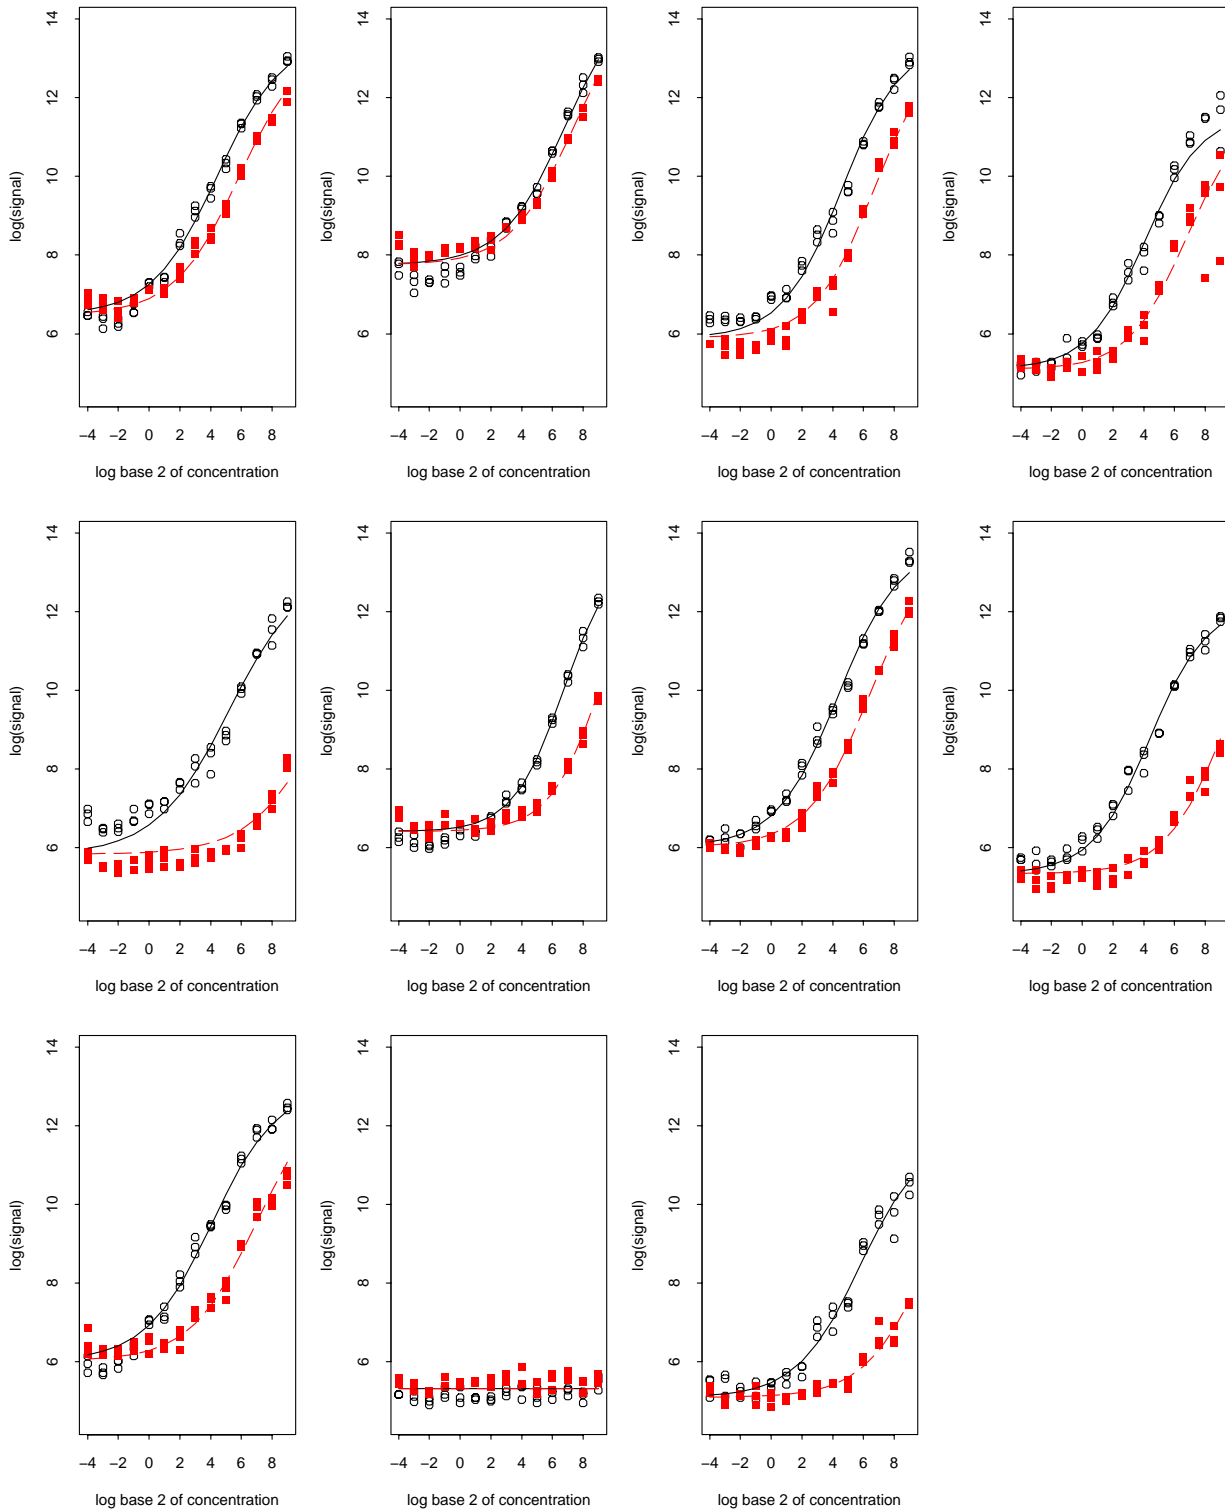 14 14 14 14
12 12 12 12
log(signal) log(signal) log(signal) log(signal)
10 10 10 10
8 8 8 8
6 6 6 6
−4 −2 0 2 4 6 8 −4 −2 0 2 4 6 8 −4 −2 0 2 4 6 8 −4 −2 0 2 4 6 8
log base 2 of concentration log base 2 of concentration log base 2 of concentration log base 2 of concentration
14 14 14 14
12 12 12 12
log(signal) log(signal) log(signal) log(signal)
10 10 10 10
8 8 8 8
6 6 6 6
−4 −2 0 2 4 6 8 −4 −2 0 2 4 6 8 −4 −2 0 2 4 6 8 −4 −2 0 2 4 6 8
log base 2 of concentration log base 2 of concentration log base 2 of concentration log base 2 of concentration
14 14 14
12 12 12
log(signal) log(signal) log(signal)
10 10 10
8 8 8
6 6 6
−4 −2 0 2 4 6 8 −4 −2 0 2 4 6 8 −4 −2 0 2 4 6 8
log base 2 of concentration log base 2 of concentration log base 2 of concentration